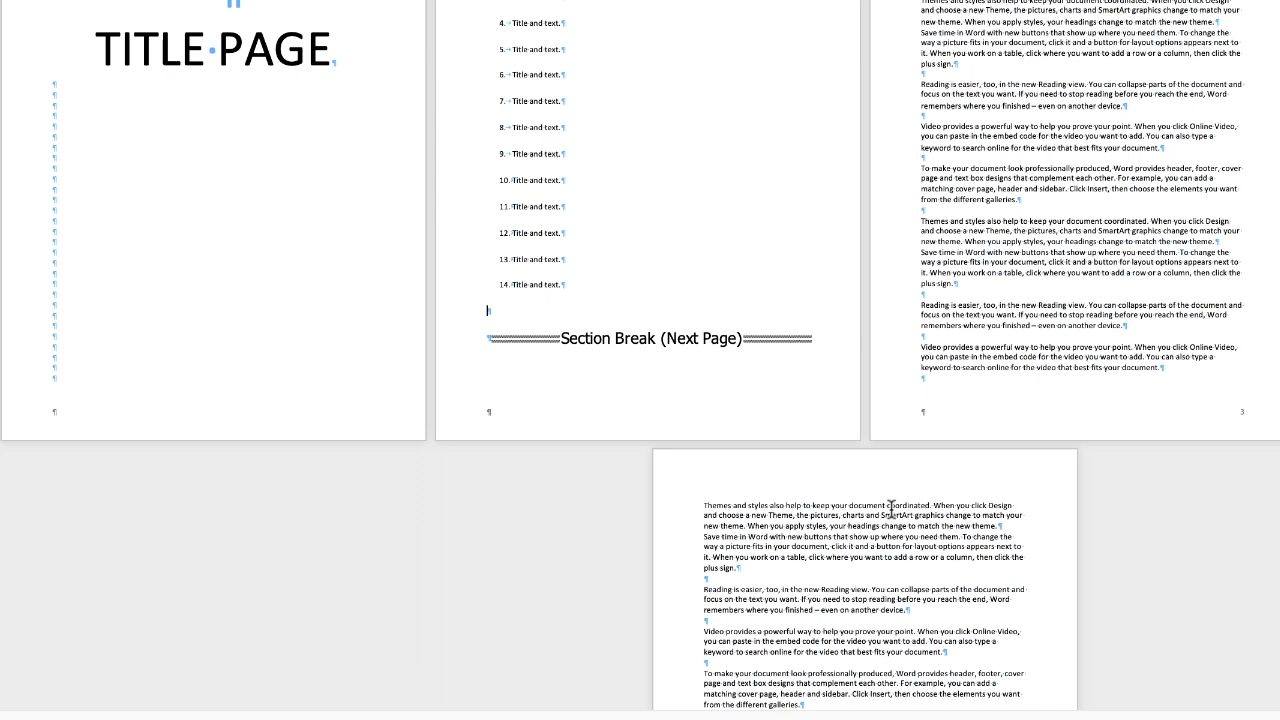 TITLE PAGE
4. Title and text.
5. Title and text.
6. Title and text.
7. Title and text.
8. Title and text.
9. Title and text.
10. Title and text.
11. Title and text.
12. Title and text.
13. Title and text.
14. Title and text.
Section Break (Next Page)
Themes and styles also help to keep your document coordinated. When you click Design
and choose a new Theme, the pictures, charts and SmartArt graphics change to match your
new theme. When you apply styles, your headings change to match the new theme.
Save time in Word with new buttons that show up where you need them. To change the
way a picture fits in your document, click it and a button for layout options appears next to
it. When you work on a table, click where you want to add a row or a column, then click the
plus sign.
Reading is easier, too, in the new Reading view. You can collapse parts of the document and
focus on the text you want. If you need to stop reading before you reach the end, Word
remembers where you finished – even on another device.
Video provides a powerful way to help you prove your point. When you click Online Video,
you can paste in the embed code for the video you want to add. You can also type a
keyword to search online for the video that best fits your document.
To make your document look professionally produced, Word provides header, footer, cover
page and text box designs that complement each other. For example, you can add a
matching cover page, header and sidebar. Click Insert, then choose the elements you want
from the different galleries.
Themes and styles also help to keep your document coordinated. When you click Design
and choose a new Theme, the pictures, charts and SmartArt graphics change to match your
new theme. When you apply styles, your headings change to match the new theme.
Save time in Word with new buttons that show up where you need them. To change the
way a picture fits in your document, click it and a button for layout options appears next to
it. When you work on a table, click where you want to add a row or a column, then click the
plus sign.
Reading is easier, too, in the new Reading view. You can collapse parts of the document and
focus on the text you want. If you need to stop reading before you reach the end, Word
remembers where you finished – even on another device.
Video provides a powerful way to help you prove your point. When you click Online Video,
you can paste in the embed code for the video you want to add. You can also type a
keyword to search online for the video that best fits your document.
3
Themes and styles also help to keep your document coordinated. When you click Design
and choose a new Theme, the pictures, charts and SmartArt graphics change to match your
new theme. When you apply styles, your headings change to match the new theme.
Save time in Word with new buttons that show up where you need them. To change the
way a picture fits in your document, click it and a button for layout options appears next to
it. When you work on a table, click where you want to add a row or a column, then click the
plus sign.
Reading is easier, too, in the new Reading view. You can collapse parts of the document and
focus on the text you want. If you need to stop reading before you reach the end, Word
remembers where you finished – even on another device.
Video provides a powerful way to help you prove your point. When you click Online Video,
you can paste in the embed code for the video you want to add. You can also type a
keyword to search online for the video that best fits your document.
To make your document look professionally produced, Word provides header, footer, cover
page and text box designs that complement each other. For example, you can add a
matching cover page, header and sidebar. Click Insert, then choose the elements you want
from the different galleries.